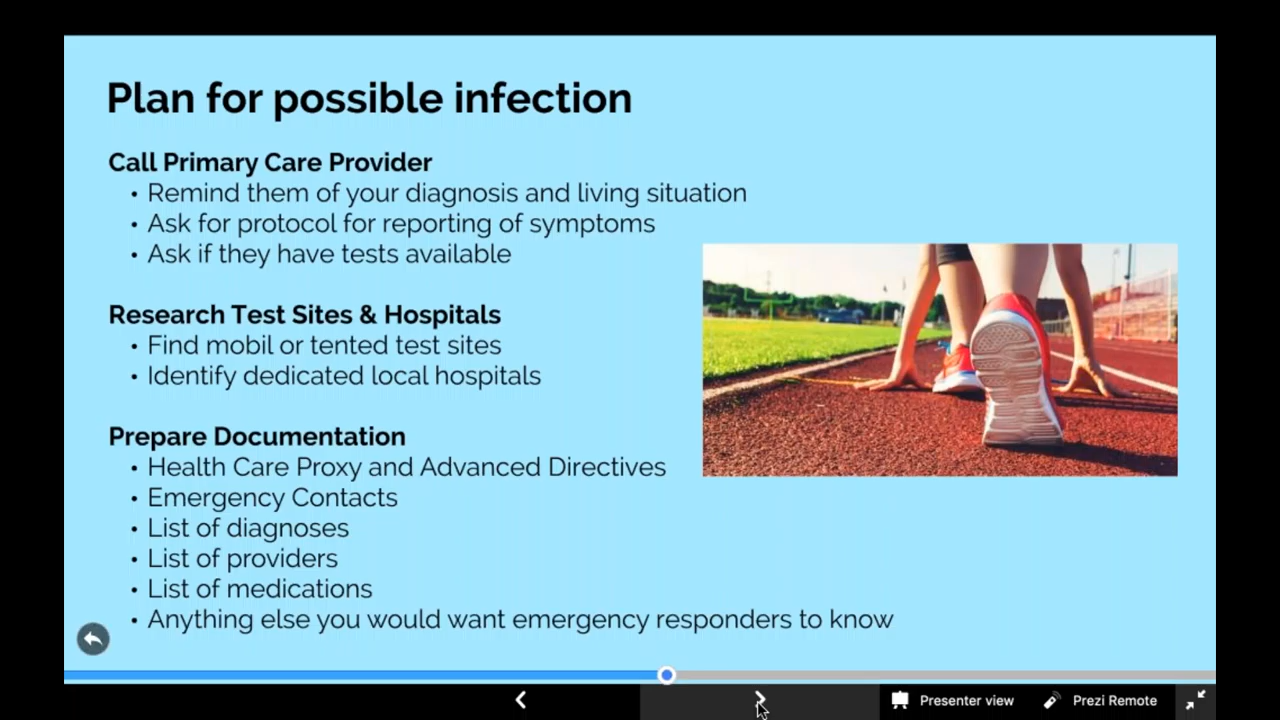 Plan for possible infection
Call Primary Care Provider
• Remind them of your diagnosis and living situation
• Ask for protocol for reporting of symptoms
• Ask if they have tests available
Research Test Sites & Hospitals
• Find mobil or tented test sites
• Identify dedicated local hospitals
Prepare Documentation
• Health Care Proxy and Advanced Directives
• Emergency Contacts
• List of diagnoses
• List of providers
• List of medications
• Anything else you would want emergency responders to know
Presenter view
Prezi Remote